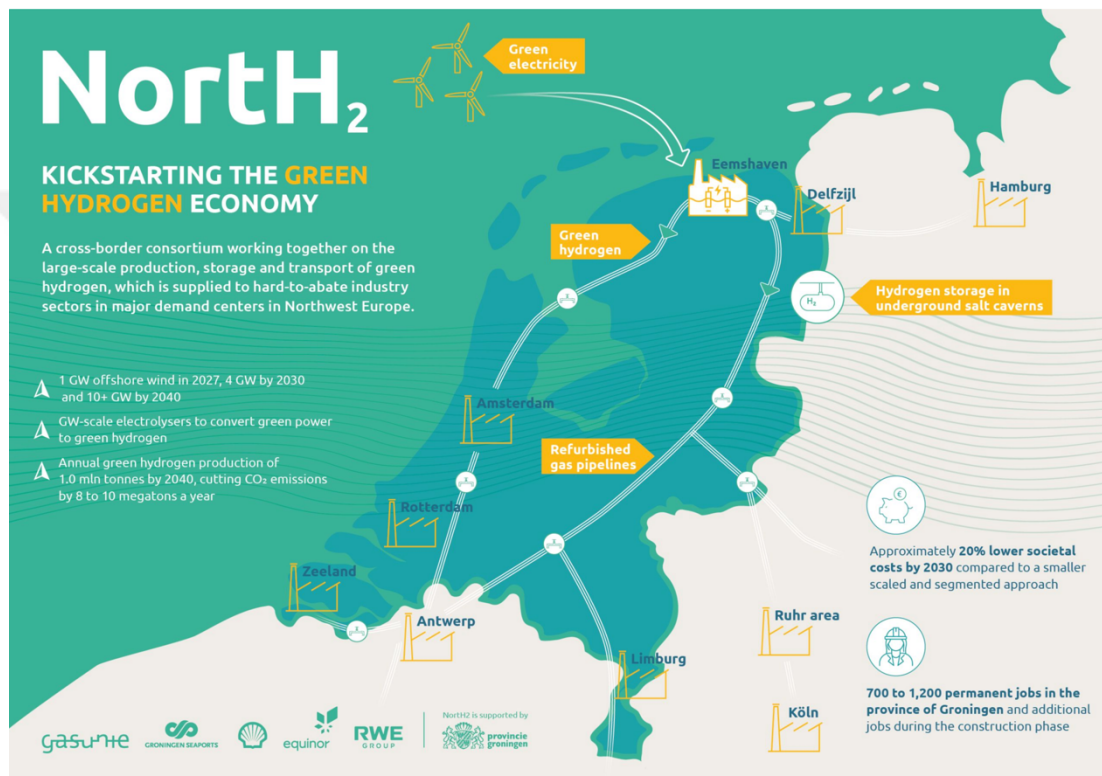 NortH₂
KICKSTARTING THE GREEN
HYDROGEN ECONOMY
A cross-border consortium working together on the
large-scale production, storage and transport of green
hydrogen, which is supplied to hard-to-abate industry
sectors in major demand centers in Northwest Europe.
1 GW offshore wind in 2027, 4 GW by 2030
and 10+ GW by 2040
GW-scale electrolysers to convert green power
to green hydrogen
Annual green hydrogen production of
1.0 mln tonnes by 2040, cutting CO₂ emissions
by 8 to 10 megatons a year
Green
electricity
Eemshaven
Delfzijl
Hamburg
Green
hydrogen
H₂
Hydrogen storage in
underground salt caverns
Amsterdam
Refurbished
gas pipelines
Rotterdam
Zeeland
Antwerp
Limburg
Ruhr area
Köln
€
Approximately 20% lower societal
costs by 2030 compared to a smaller
scaled and segmented approach
700 to 1,200 permanent jobs in the
province of Groningen and additional
jobs during the construction phase
gasunie
GRONINGEN SEAPORTS
equinor
RWE
GROUP
NortH2 is supported by
provincie
groningen